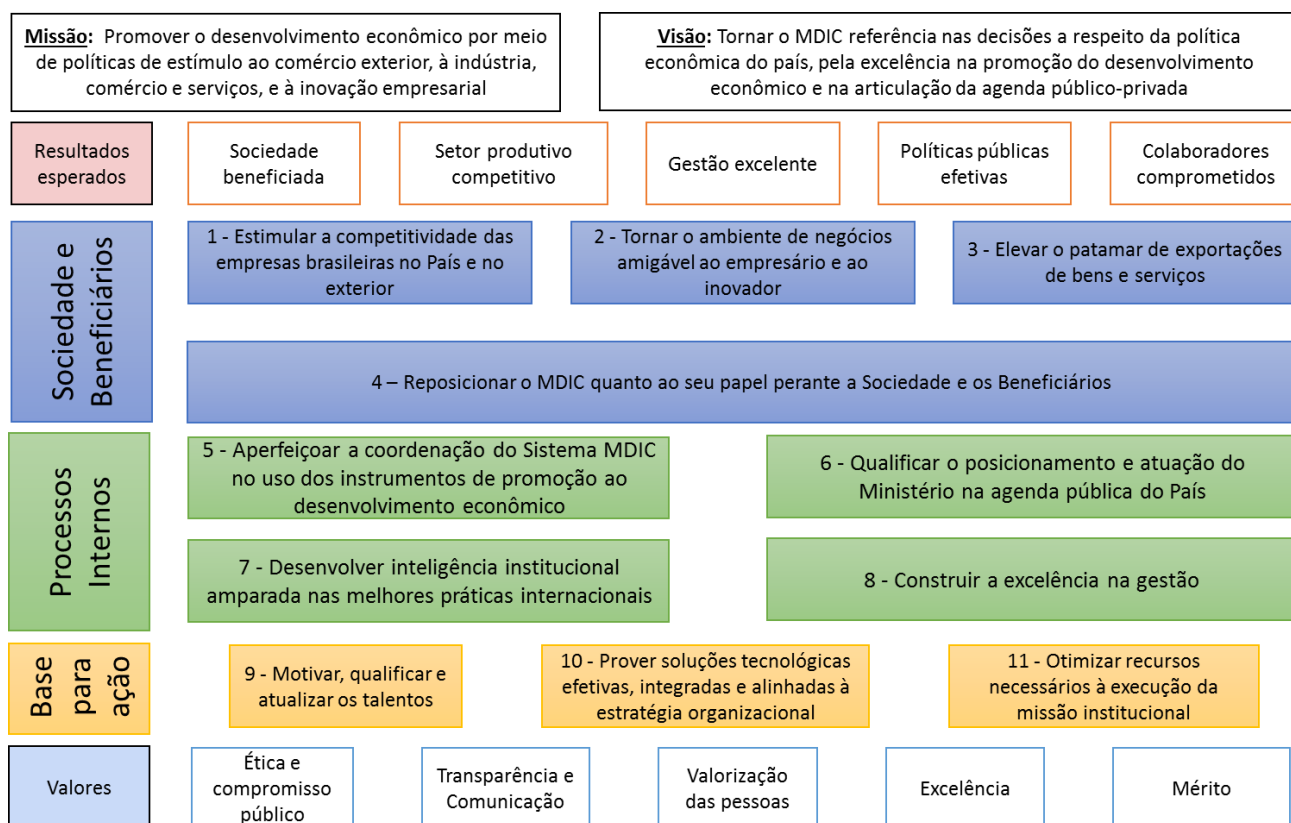 Missão: Promover o desenvolvimento econômico por meio
de políticas de estímulo ao comércio exterior, à indústria,
comércio e serviços, e à inovação empresarial
Visão: Tornar o MDIC referência nas decisões a respeito da política
econômica do país, pela excelência na promoção do desenvolvimento
econômico e na articulação da agenda público-privada
Resultados
esperados
Sociedade
beneficiada
Setor produtivo
competitivo
Gestão excelente
Políticas públicas
efetivas
Colaboradores
comprometidos
Sociedade e
Beneficiários
1 - Estimular a competitividade das
empresas brasileiras no País e no
exterior
2 - Tornar o ambiente de negócios
amigável ao empresário e ao
inovador
3 - Elevar o patamar de exportações
de bens e serviços
4 – Reposicionar o MDIC quanto ao seu papel perante a Sociedade e os Beneficiários
Processos
Internos
5 - Aperfeiçoar a coordenação do Sistema MDIC
no uso dos instrumentos de promoção ao
desenvolvimento econômico
6 - Qualificar o posicionamento e atuação do
Ministério na agenda pública do País
7 - Desenvolver inteligência institucional
amparada nas melhores práticas internacionais
8 - Construir a excelência na gestão
Base
para
ação
9 - Motivar, qualificar e
atualizar os talentos
10 - Prover soluções tecnológicas
efetivas, integradas e alinhadas à
estratégia organizacional
11 - Otimizar recursos
necessários à execução da
missão institucional
Valores
Ética e
compromisso
público
Transparência e
Comunicação
Valorização
das pessoas
Excelência
Mérito